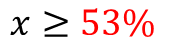 x ≥ 53%